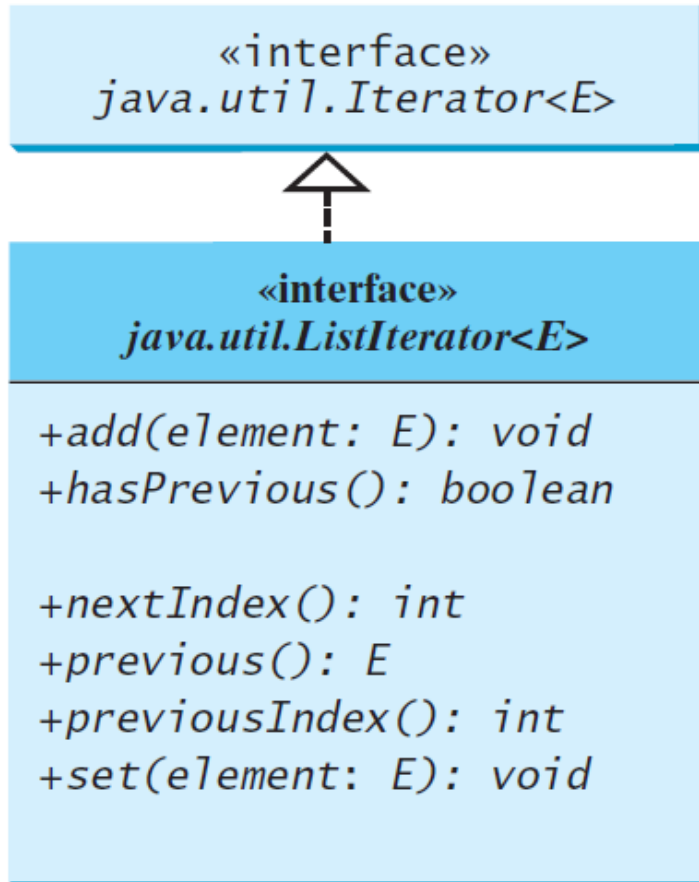 «interface»
java.util.Iterator<E>
«interface»
java.util.ListIterator<E>
+add(element: E): void
+hasPrevious(): boolean
+nextIndex(): int
+previous(): E
+previousIndex(): int
+set(element: E): void